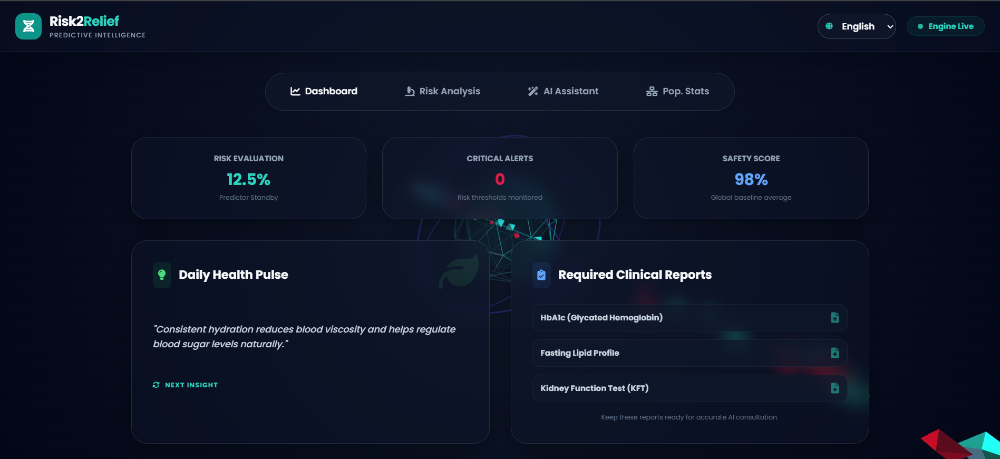 Risk2Relief
PREDICTIVE INTELLIGENCE
English
Engine Live
Dashboard
Risk Analysis
AI Assistant
Pop. Stats
RISK EVALUATION
12.5%
Predictor Standby
CRITICAL ALERTS
0
Risk thresholds monitored
SAFETY SCORE
98%
Global baseline average
Daily Health Pulse
"Consistent hydration reduces blood viscosity and helps regulate
blood sugar levels naturally."
NEXT INSIGHT
Required Clinical Reports
HbA1c (Glycated Hemoglobin)
Fasting Lipid Profile
Kidney Function Test (KFT)
Keep these reports ready for accurate AI consultation.